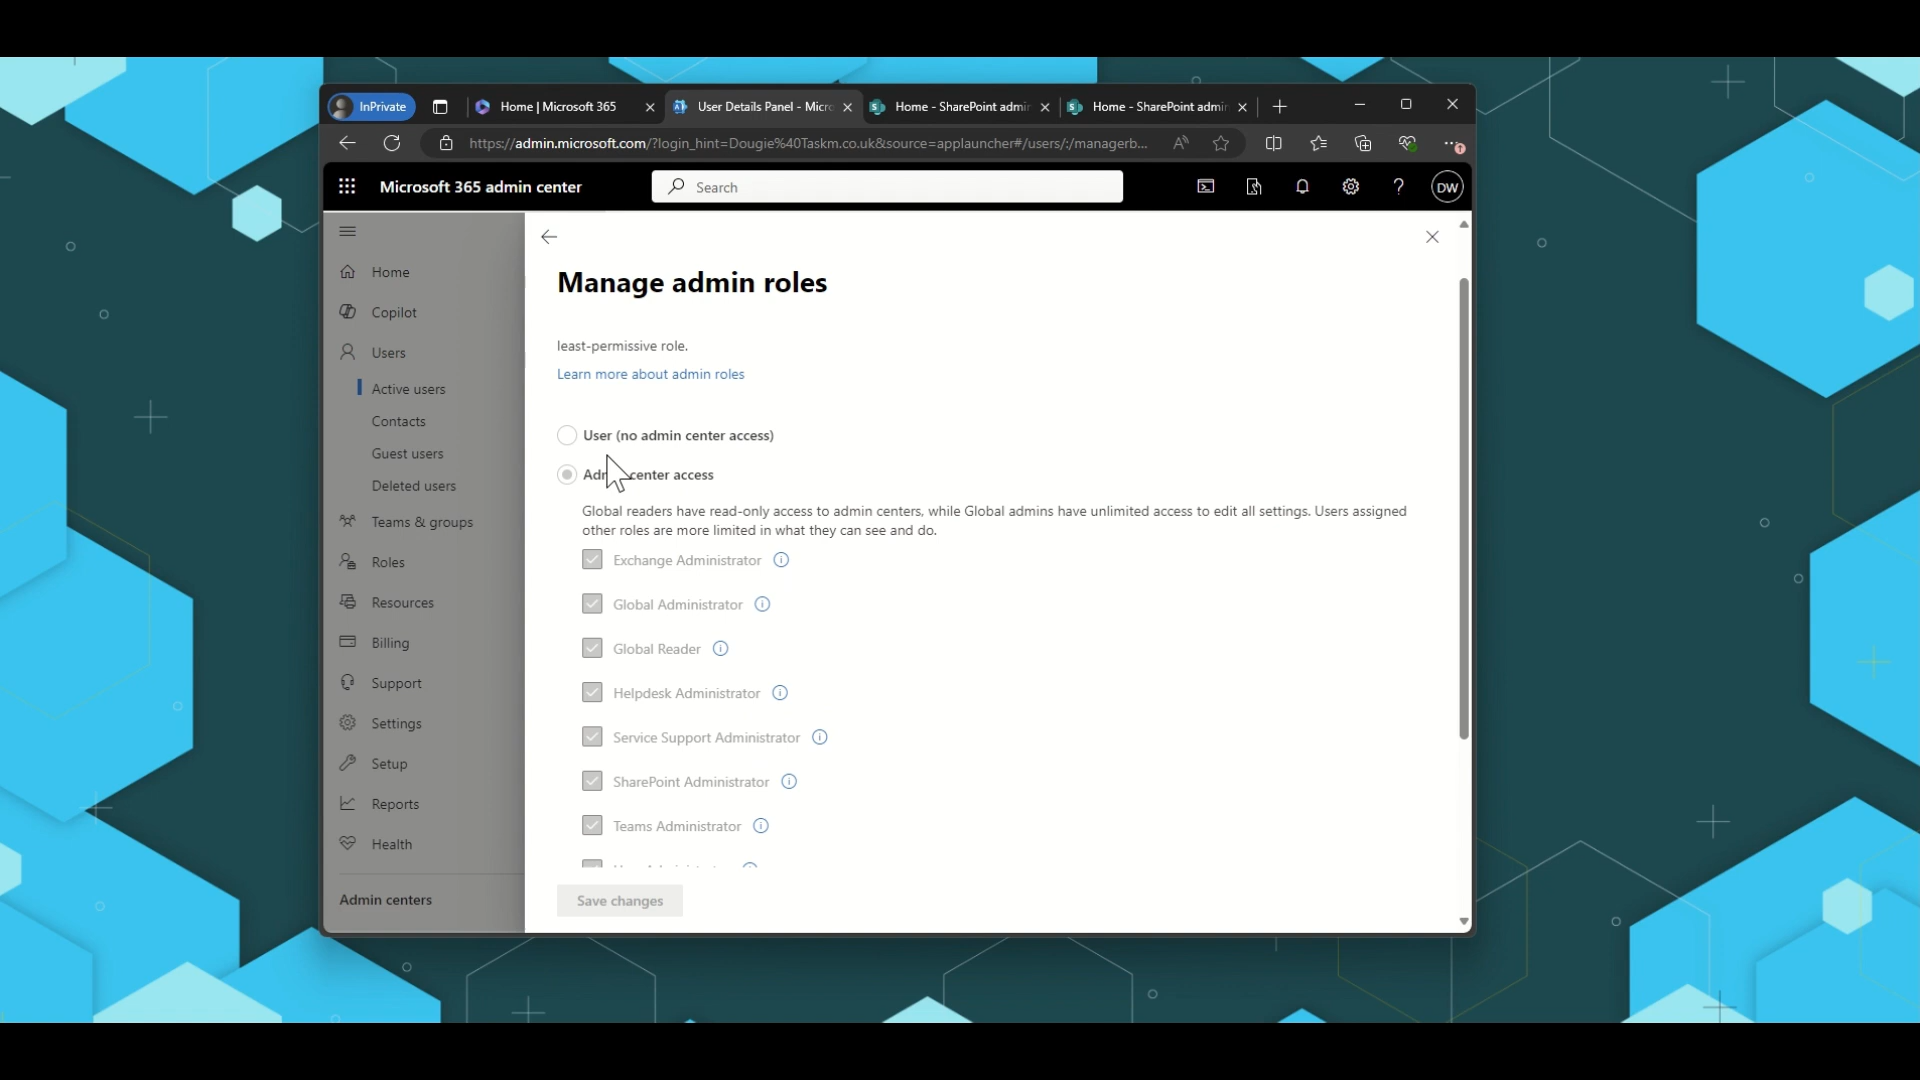 InPrivate
Home | Microsoft 365
User Details Panel - Micro
Home - SharePoint admin
Home - SharePoint admin
https://admin.microsoft.com/?login_hint=Dougie%40Taskm.co.uk&source=applauncher#/users/:/managerb...
Microsoft 365 admin center
Search
DW
Home
Copilot
Users
Active users
Contacts
Guest users
Deleted users
Teams & groups
Roles
Resources
Billing
Support
Settings
Setup
Reports
Health
Admin centers
Manage admin roles
least-permissive role.
Learn more about admin roles
User (no admin center access)
center access
Global readers have read-only access to admin centers, while Global admins have unlimited access to edit all settings. Users assigned
other roles are more limited in what they can see and do.
Exchange Administrator
Global Administrator
Global Reader
Helpdesk Administrator
Service Support Administrator
SharePoint Administrator
Teams Administrator
Save changes